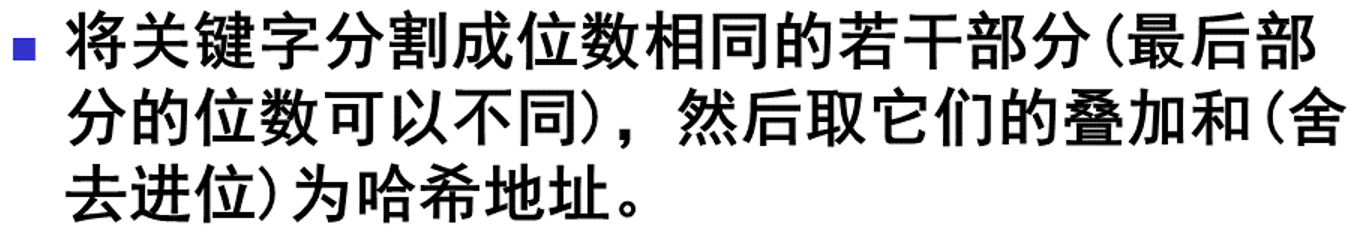 将关键字分割成位数相同的若干部分(最后部
分的位数可以不同)，然后取它们的叠加和(舍
去进位)为哈希地址。